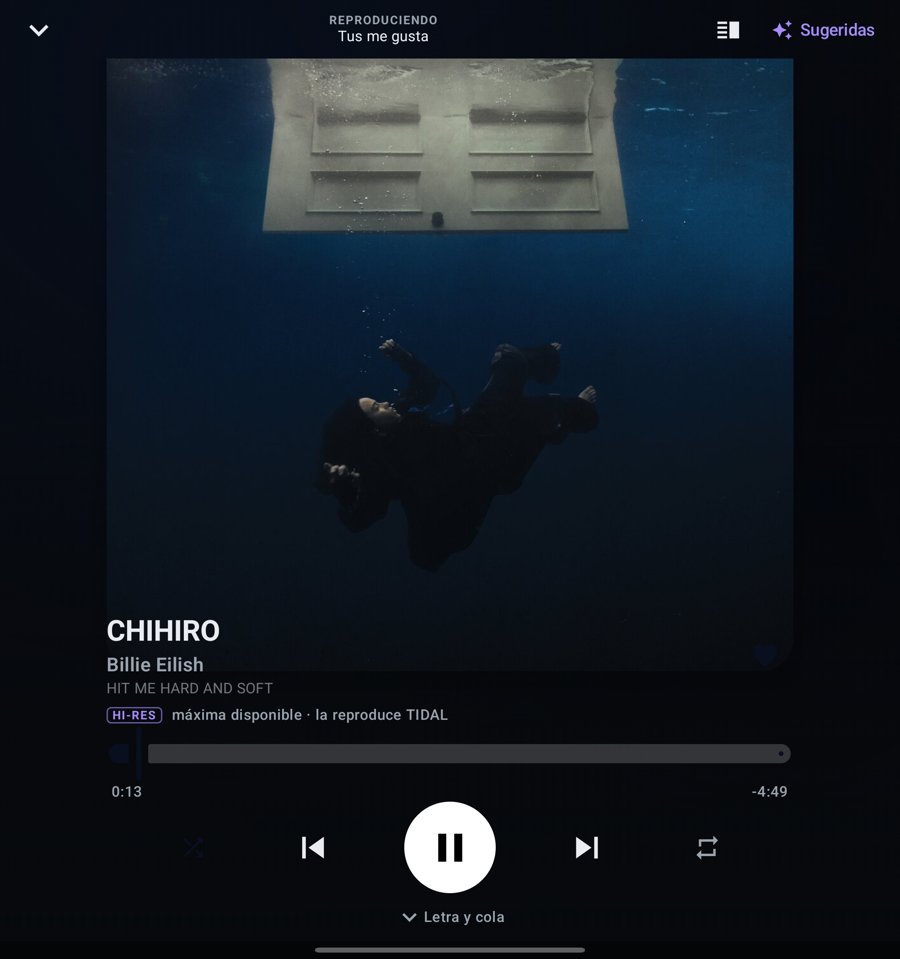 REPRODUCIENDO
Tus me gusta
Sugeridas
CHIHIRO
Billie Eilish
HIT ME HARD AND SOFT
HI-RES máxima disponible · la reproduce TIDAL
0:13
-4:49
Letra y cola